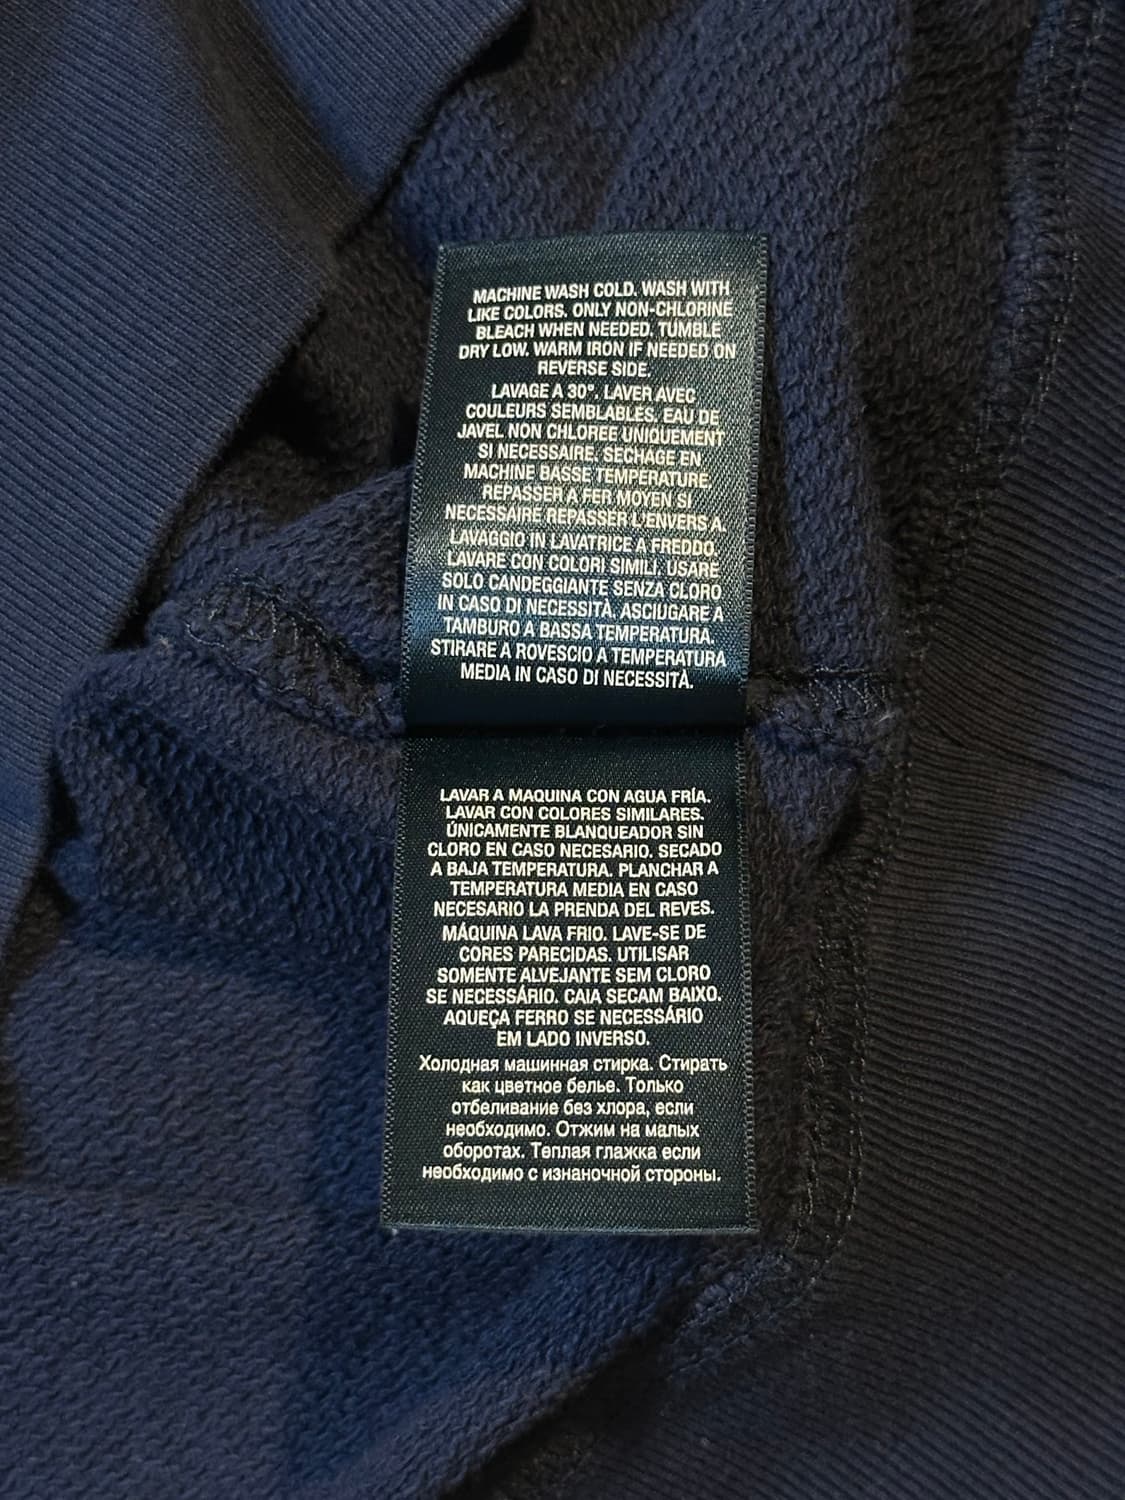 MACHINE WASH COLD. WASH WITH
LIKE COLORS. ONLY NON-CHLORINE
BLEACH WHEN NEEDED. TUMBLE
DRY LOW. WARM IRON IF NEEDED ON
REVERSE SIDE.
LAVAGE A 30°. LAVER AVEC
COULEURS SEMBLABLES. EAU DE
JAVEL NON CHLOREE UNIQUEMENT
SI NECESSAIRE. SECHAGE EN
MACHINE BASSE TEMPERATURE.
REPASSER A FER MOYEN SI
NECESSAIRE REPASSER L'ENVERS A.
LAVAGGIO IN LAVATRICE A FREDDO.
LAVARE CON COLORI SIMILI. USARE
SOLO CANDEGGIANTE SENZA CLORO
IN CASO DI NECESSITÀ. ASCIUGARE A
TAMBURO A BASSA TEMPERATURA.
STIRARE A ROVESCIO A TEMPERATURA
MEDIA IN CASO DI NECESSITÀ.
LAVAR A MAQUINA CON AGUA FRÍA.
LAVAR CON COLORES SIMILARES.
ÚNICAMENTE BLANQUEADOR SIN
CLORO EN CASO NECESARIO. SECADO
A BAJA TEMPERATURA. PLANCHAR A
TEMPERATURA MEDIA EN CASO
NECESARIO LA PRENDA DEL REVES.
MÁQUINA LAVA FRIO. LAVE-SE DE
CORES PARECIDAS. UTILISAR
SOMENTE ALVEJANTE SEM CLORO
SE NECESSÁRIO. CAIA SECAM BAIXO.
AQUEÇA FERRO SE NECESSÁRIO
EM LADO INVERSO.
Холодная машинная стирка. Стирать
как цветное белье. Только
отбеливание без хлора, если
необходимо. Отжим на малых
оборотах. Теплая глажка если
необходимо с изнаночной стороны.